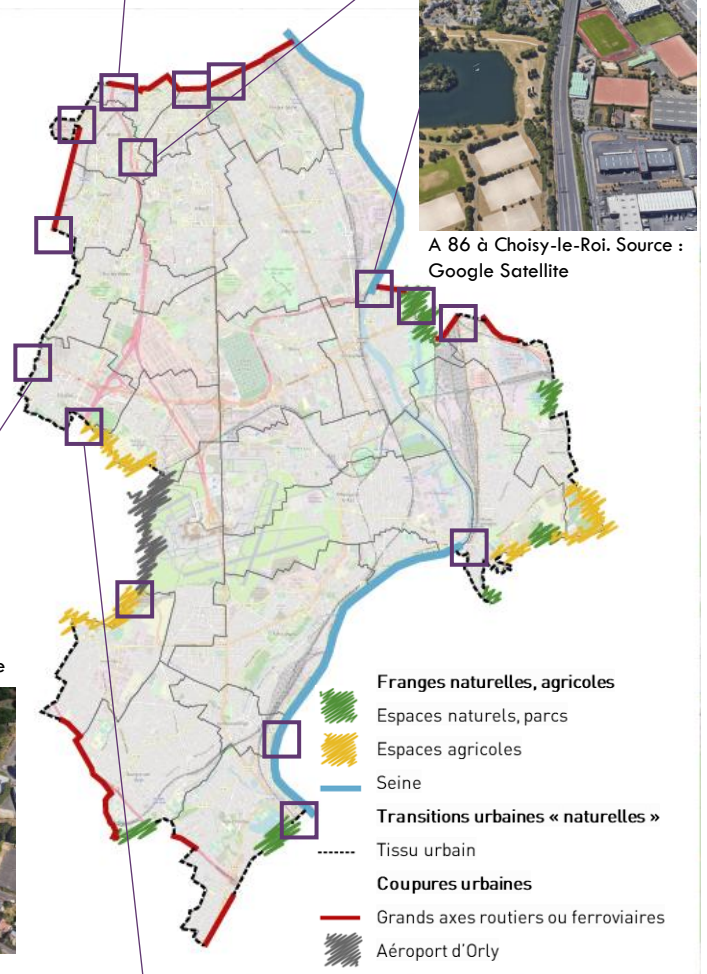 A 86 à Choisy-le-Roi. Source :
Google Satellite
e
Franges naturelles, agricoles
Espaces naturels, parcs
Espaces agricoles
Seine
Transitions urbaines « naturelles »
Tissu urbain
Coupures urbaines
Grands axes routiers ou ferroviaires
Aéroport d'Orly